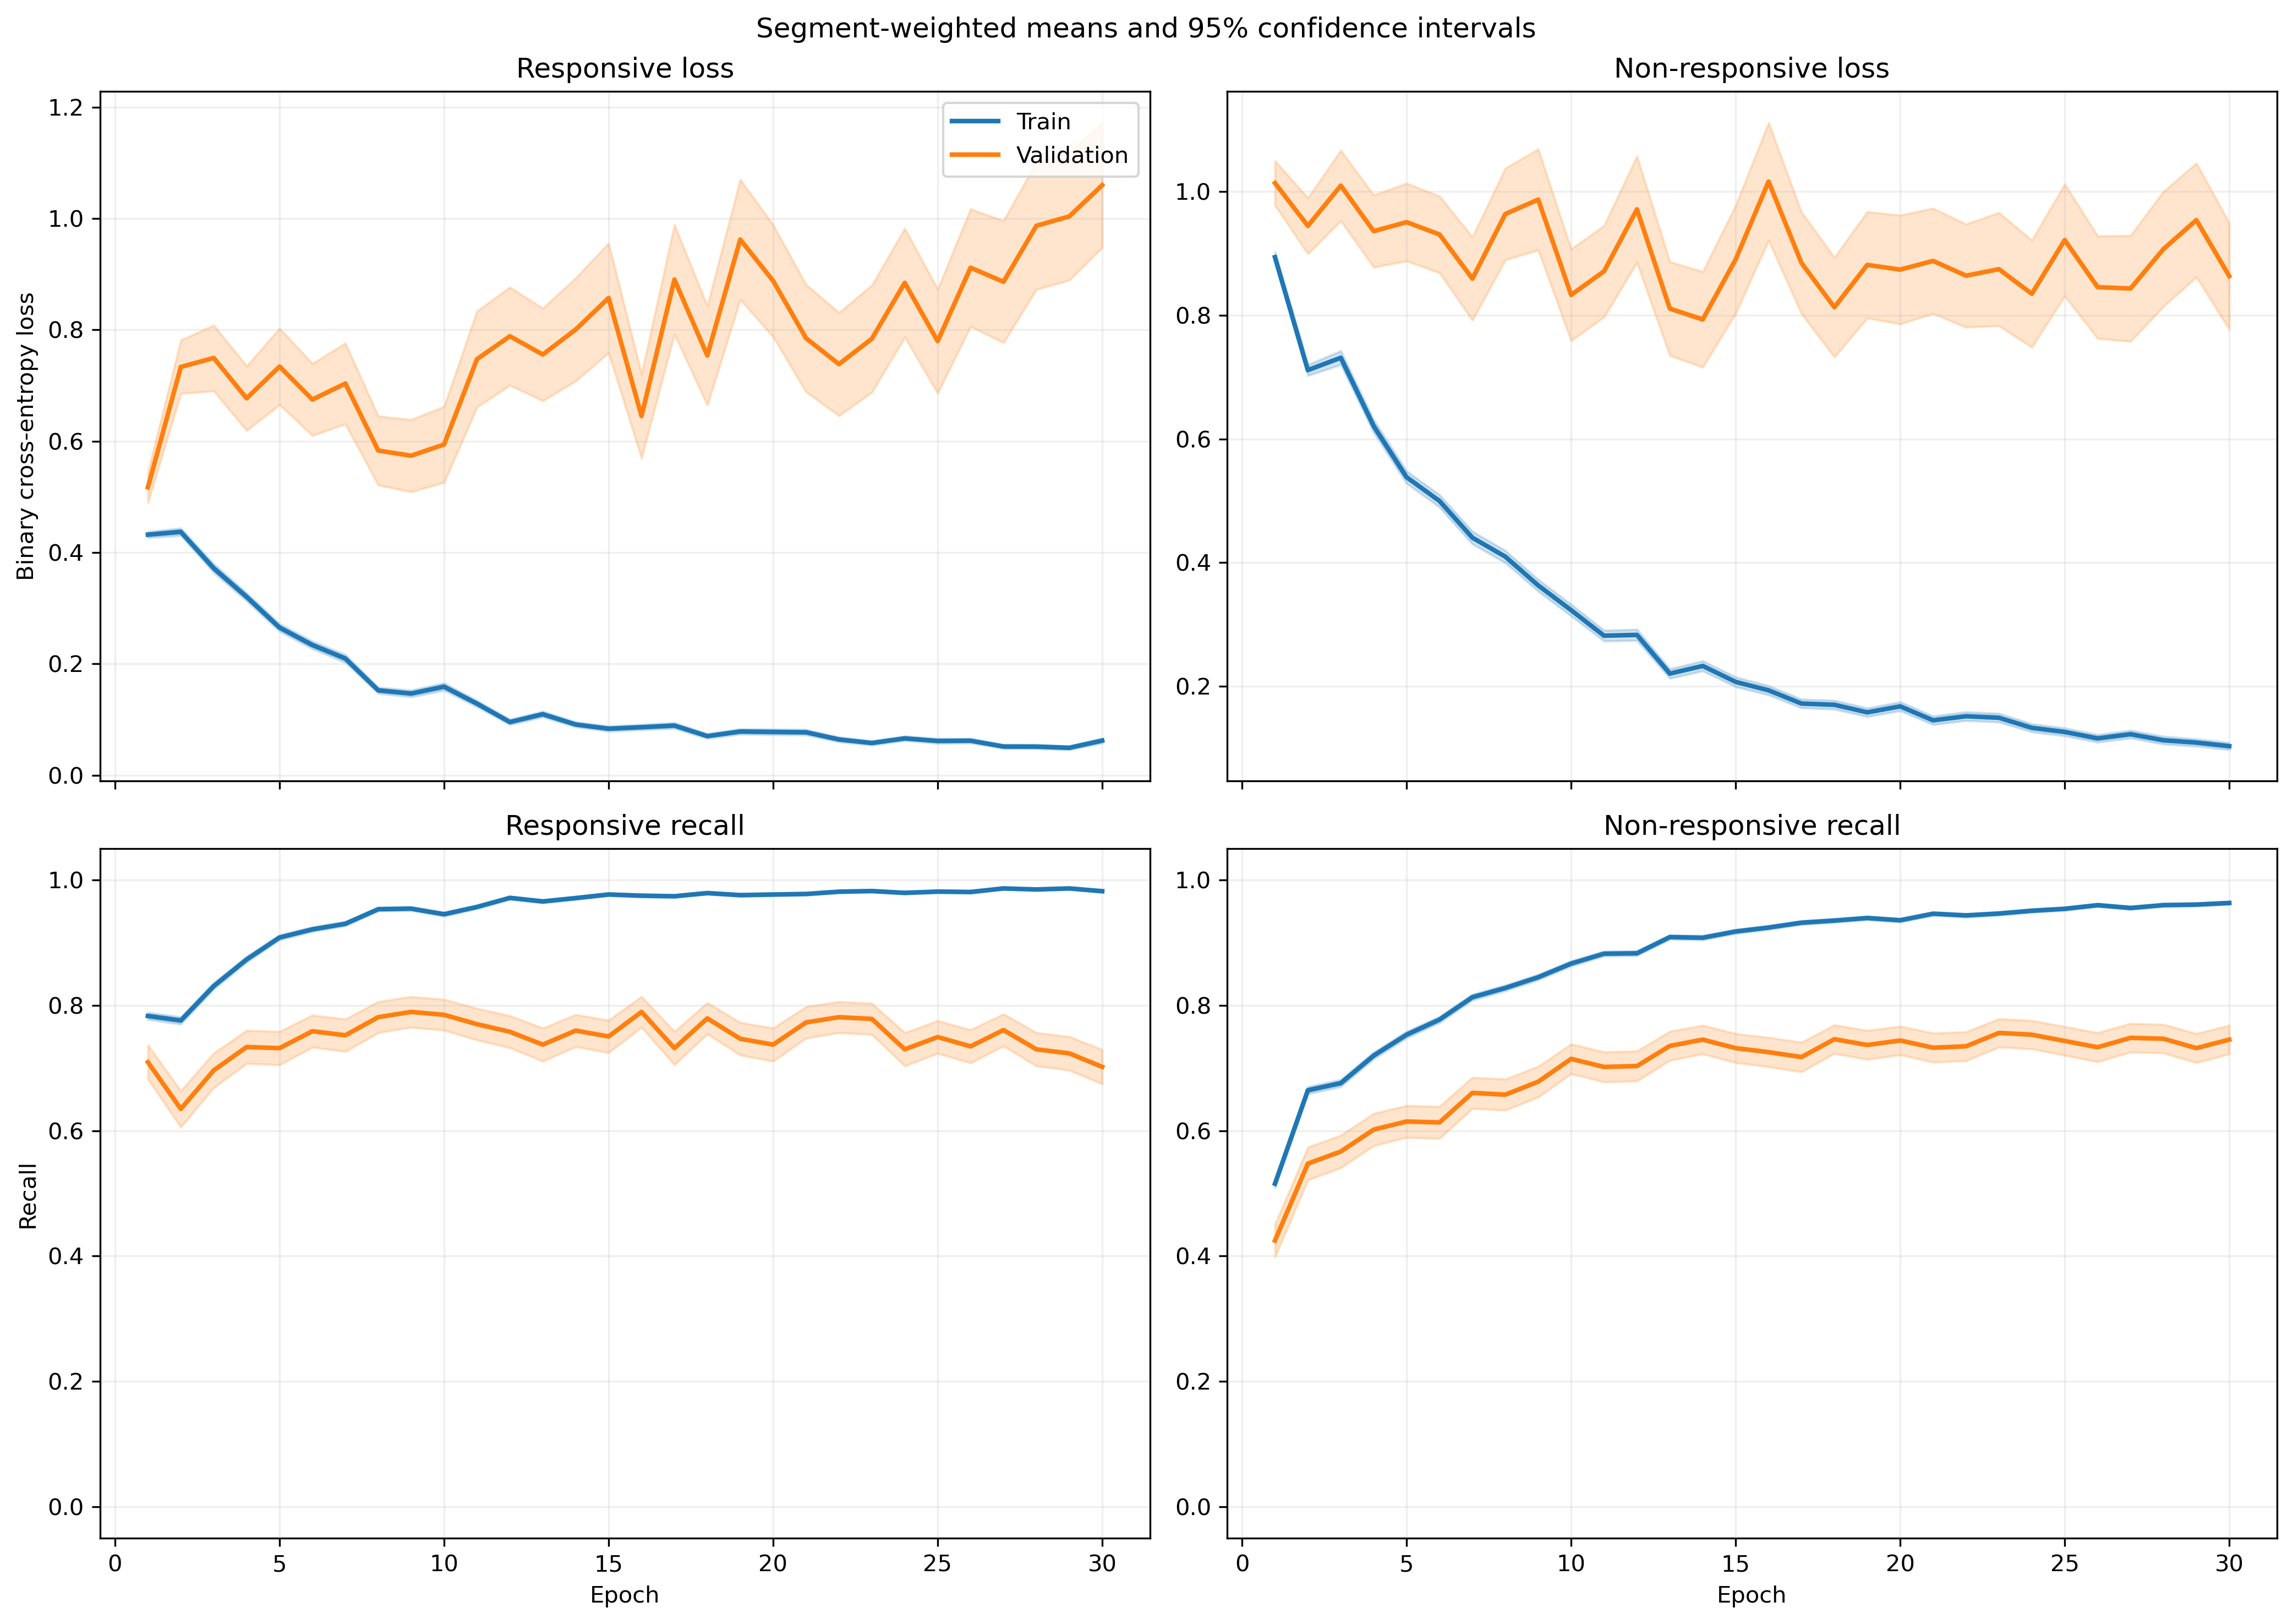 Segment-weighted means and 95% confidence intervals
Responsive loss
Non-responsive loss
Binary cross-entropy loss
1.2
1.0
0.8
0.6
0.4
0.2
0.0
Train
Validation
1.0
0.8
0.6
0.4
0.2
Responsive recall
Non-responsive recall
Recall
1.0
0.8
0.6
0.4
0.2
0.0
0 5 10 15 20 25 30
Epoch
1.0
0.8
0.6
0.4
0.2
0.0
0 5 10 15 20 25 30
Epoch